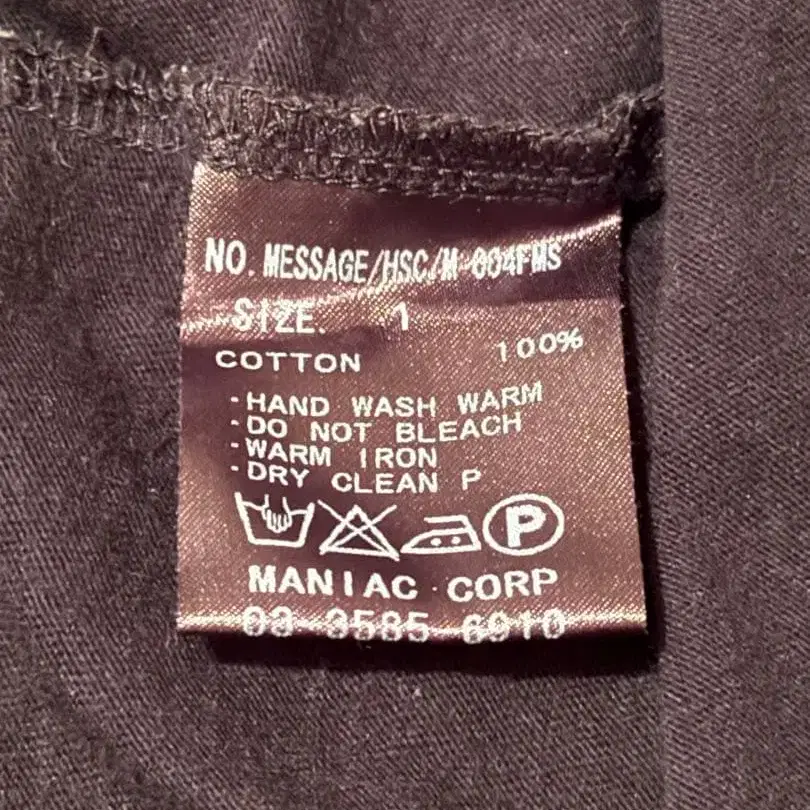 NO. MESSAGE/HSC/M-004FMS
SIZE. 1
COTTON 100%
·HAND WASH WARM
·DO NOT BLEACH
·WARM IRON
·DRY CLEAN P
P
MANIAC CORP
03-3585-6910